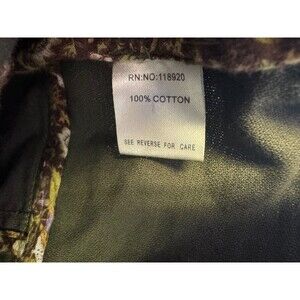 RN:NO:118920
100% COTTON
SEE REVERSE FOR CARE